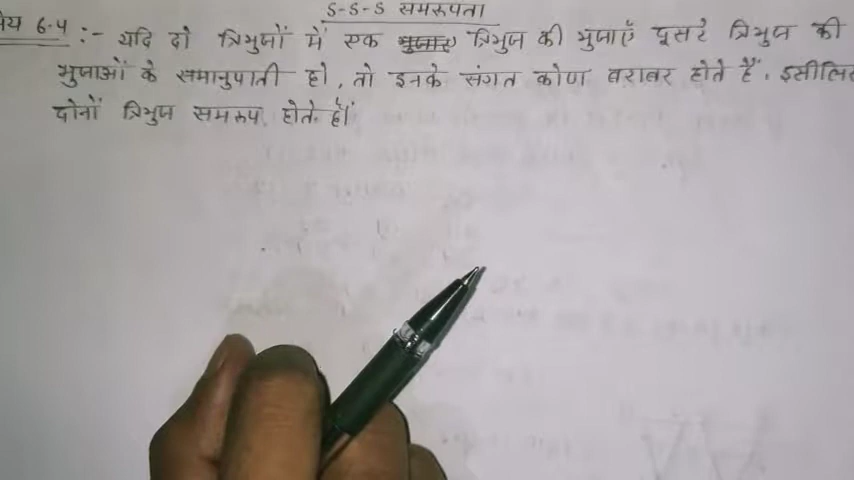 S-S-S समरूपता
मेय 6.4 :- यदि दो त्रिभुजों में एक त्रिभुज की भुजाएँ दूसरे त्रिभुज की
भुजाओं के समानुपाती हो, तो इनके संगत कोण बराबर होते हैं। इसीलिए
दोनों त्रिभुज समरूप होते हैं।